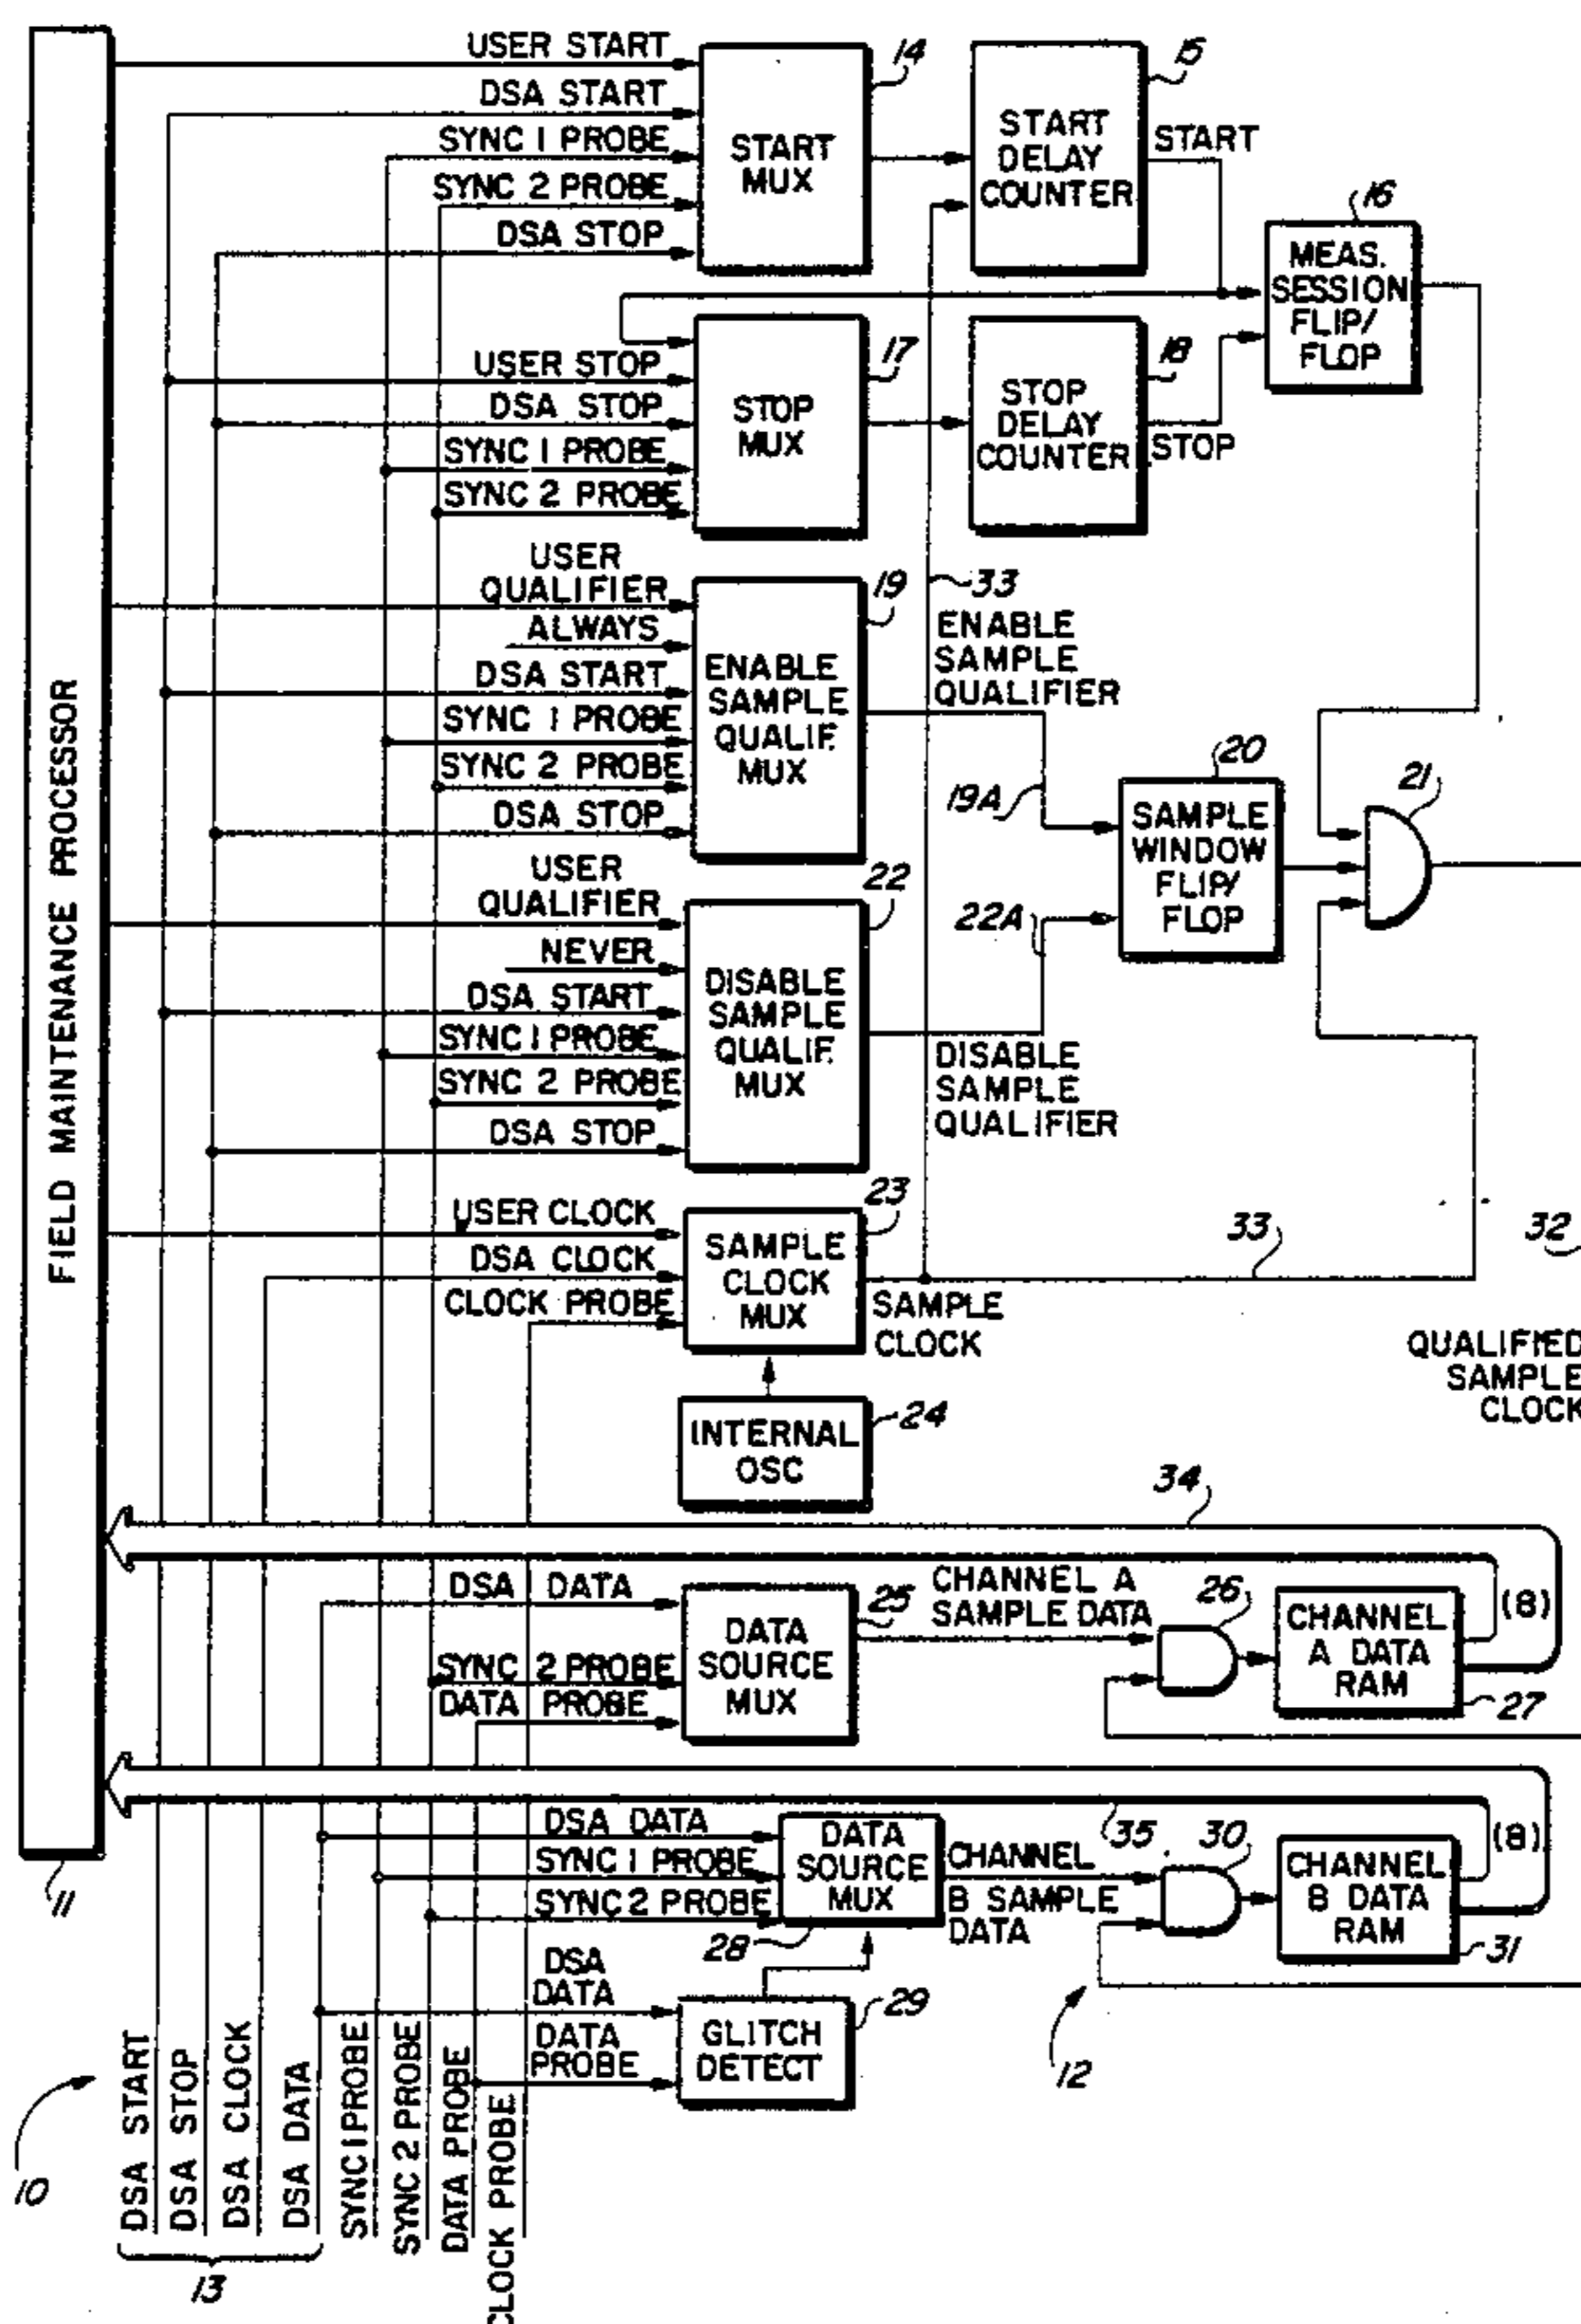 USER START
DSA START
SYNC 1 PROBE
SYNC 2 PROBE
DSA STOP
START
MUX
14
START
DELAY
COUNTER
15
START
16
MEAS.
SESSION
FLIP/
FLOP
USER STOP
DSA STOP
SYNC 1 PROBE
SYNC 2 PROBE
STOP
MUX
17
STOP
DELAY
COUNTER
18
STOP
33
USER
QUALIFIER
ALWAYS
DSA START
SYNC 1 PROBE
SYNC 2 PROBE
DSA STOP
ENABLE
SAMPLE
QUALIF.
MUX
19
ENABLE
SAMPLE
QUALIFIER
19A
20
SAMPLE
WINDOW
FLIP/
FLOP
21
USER
QUALIFIER
NEVER
DSA START
SYNC 1 PROBE
SYNC 2 PROBE
DSA STOP
DISABLE
SAMPLE
QUALIF.
MUX
22
22A
DISABLE
SAMPLE
QUALIFIER
FIELD MAINTENANCE PROCESSOR
11
USER CLOCK
DSA CLOCK
CLOCK PROBE
SAMPLE
CLOCK
MUX
23
SAMPLE
CLOCK
33
32
QUALIFIED
SAMPLE
CLOCK
INTERNAL
OSC
24
34
DSA DATA
SYNC 2 PROBE
DATA PROBE
DATA
SOURCE
MUX
25
CHANNEL A
SAMPLE DATA
26
CHANNEL
A DATA
RAM
27
(8)
DSA DATA
SYNC 1 PROBE
SYNC 2 PROBE
DATA
SOURCE
MUX
28
CHANNEL
B SAMPLE
DATA
35
30
CHANNEL
B DATA
RAM
31
(8)
DSA
DATA
DATA
PROBE
GLITCH
DETECT
29
12
10
DSA START
DSA STOP
DSA CLOCK
DSA DATA
SYNC 1 PROBE
SYNC 2 PROBE
DATA PROBE
CLOCK PROBE
13